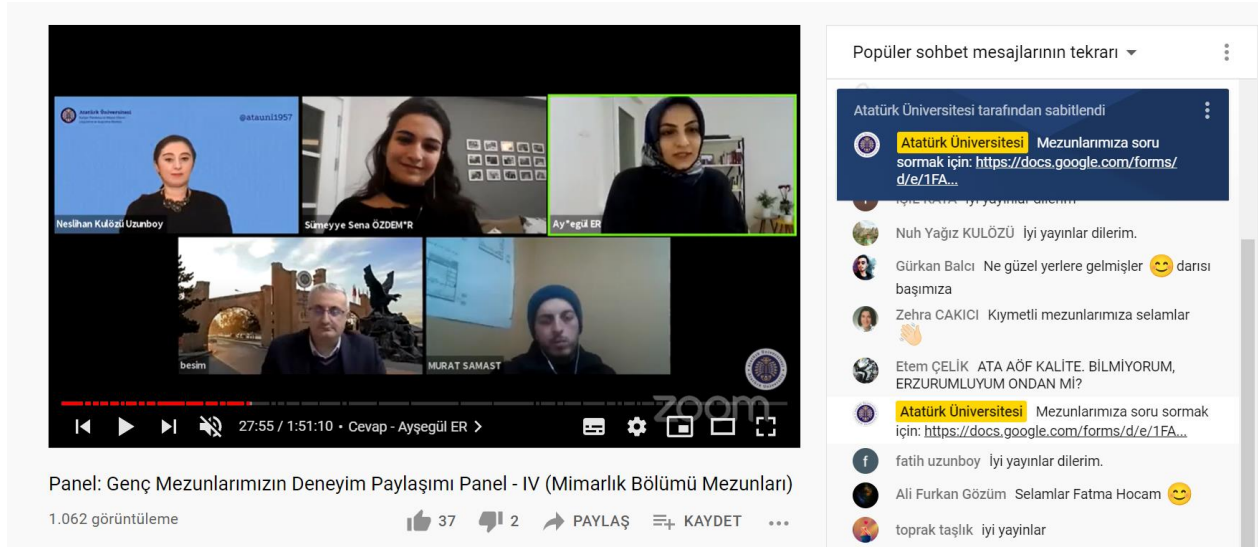 Atatürk Üniversitesi
@atauni1957
Neslihan Kulözü Uzunboy
Sümeyye Sena ÖZDEM*R
Ay*egül ER
besim
MURAT SAMAST
zoom
27:55 / 1:51:10 • Cevap - Ayşegül ER
Panel: Genç Mezunlarımızın Deneyim Paylaşımı Panel - IV (Mimarlık Bölümü Mezunları)
1.062 görüntüleme
37
2
PAYLAŞ
KAYDET
Popüler sohbet mesajlarının tekrarı
Atatürk Üniversitesi tarafından sabitlendi
Atatürk Üniversitesi Mezunlarımıza soru
sormak için: https://docs.google.com/forms/
d/e/1FA...
Nuh Yağız KULÖZÜ İyi yayınlar dilerim.
Gürkan Balcı Ne güzel yerlere gelmişler 😊 darısı
başımıza
Zehra CAKICI Kıymetli mezunlarımıza selamlar
👋
Etem ÇELİK ATA AÖF KALİTE. BİLMİYORUM,
ERZURUMLUYUM ONDAN Mİ?
Atatürk Üniversitesi Mezunlarımıza soru sormak
için: https://docs.google.com/forms/d/e/1FA...
f
fatih uzunboy İyi yayınlar dilerim.
Ali Furkan Gözüm Selamlar Fatma Hocam 😊
toprak taşlık iyi yayinlar